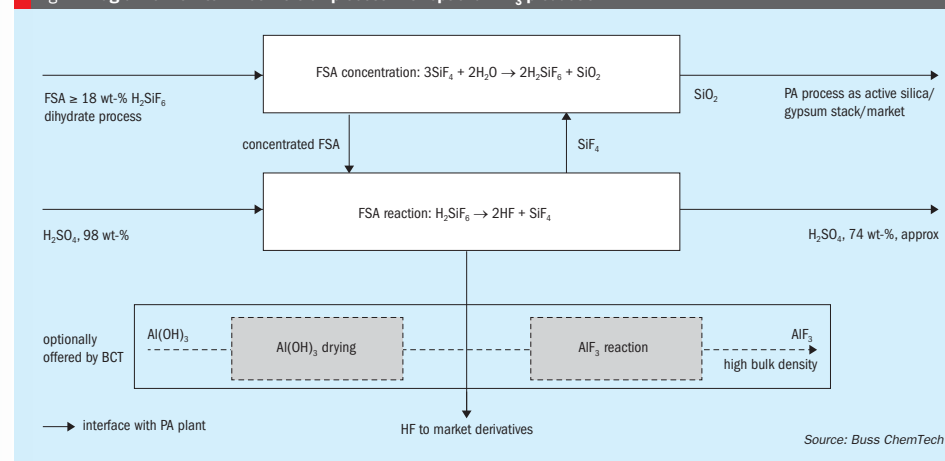 FSA concentration: 3SiF₄ + 2H₂O → 2H₂SiF₆ + SiO₂
FSA ≥ 18 wt-% H₂SiF₆
dihydrate process
SiO₂
PA process as active silica/
gypsum stack/market
concentrated FSA
SiF₄
FSA reaction: H₂SiF₆ → 2HF + SiF₄
H₂SO₄, 98 wt-%
H₂SO₄, 74 wt-%, approx
optionally
offered by BCT
Al(OH)₃
Al(OH)₃ drying
AlF₃ reaction
AlF₃
high bulk density
interface with PA plant
HF to market derivatives
Source: Buss ChemTech